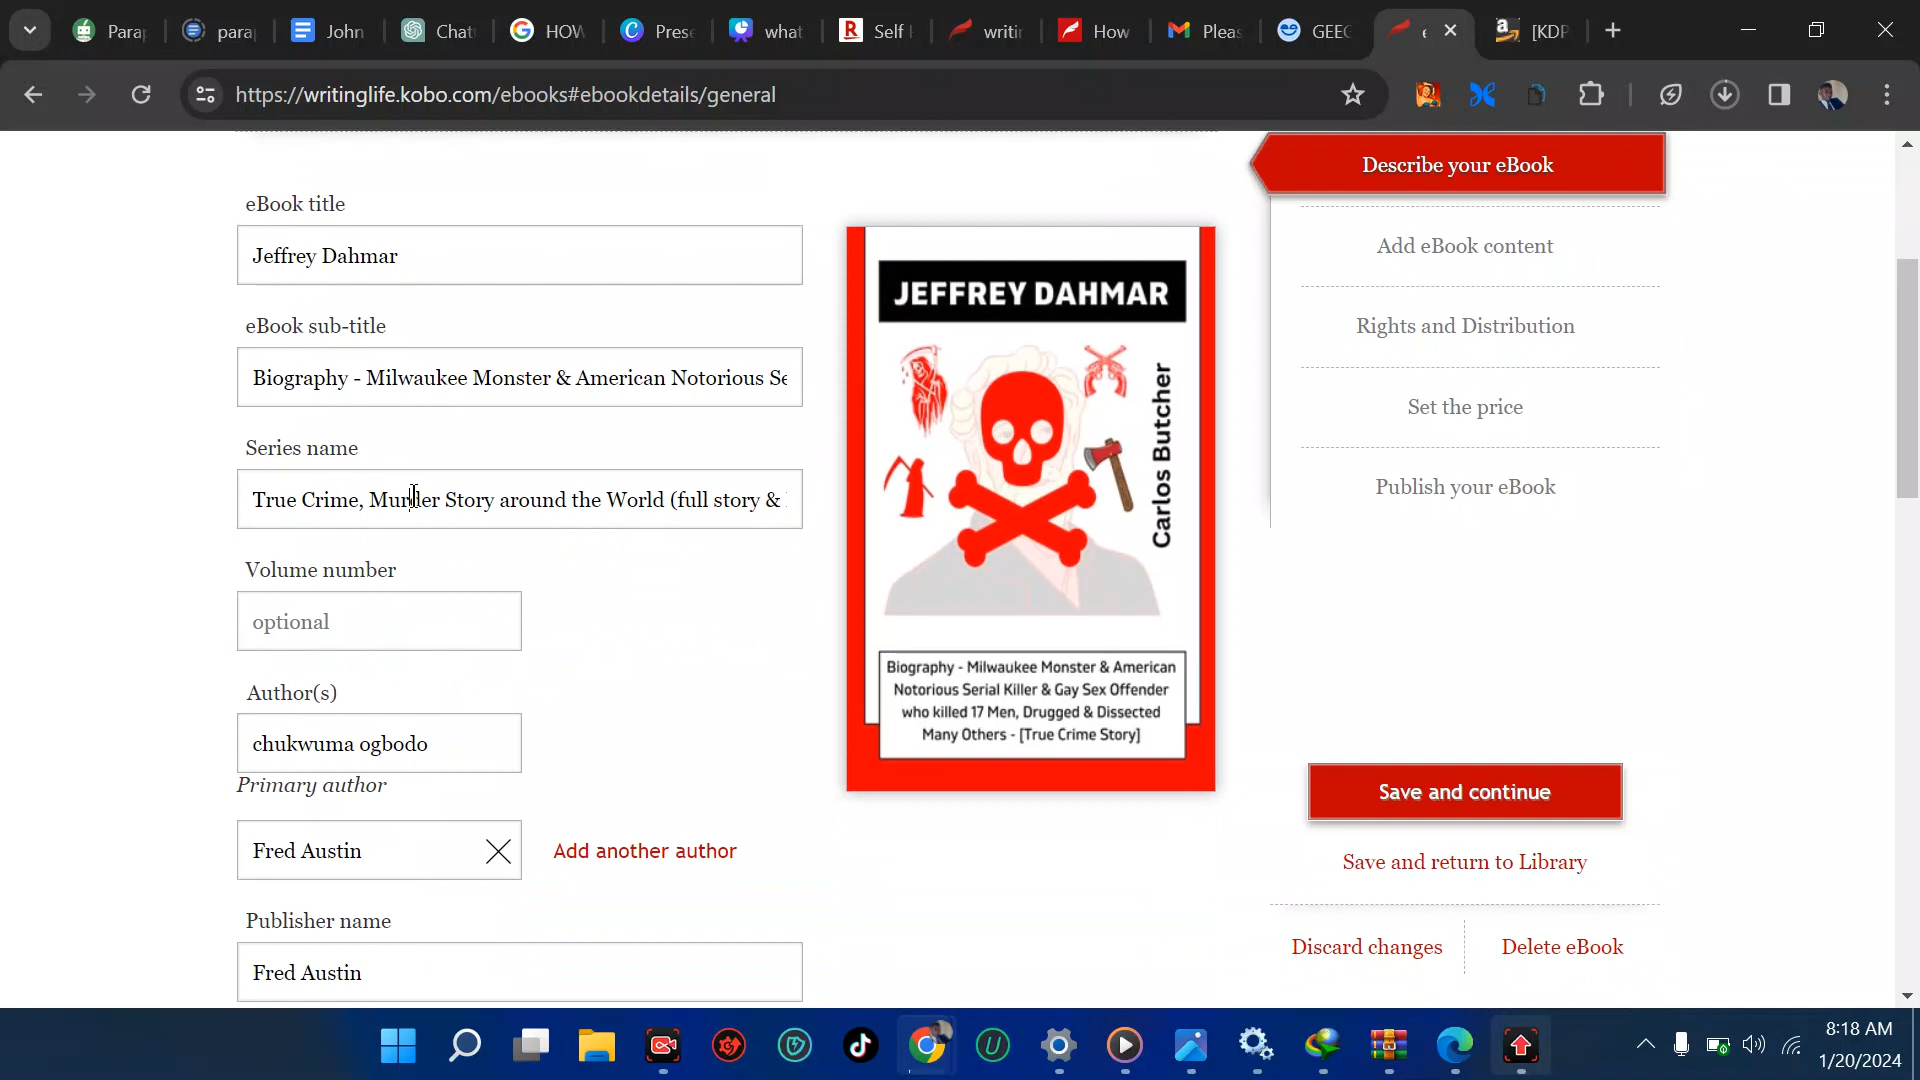 Para
para
John
Chat
HOW
Prese
what
Self
writin
How
Pleas
GEEG
e
[KDP
https://writinglife.kobo.com/ebooks#ebookdetails/general
eBook title
Jeffrey Dahmar
eBook sub-title
Biography - Milwaukee Monster & American Notorious Se
Series name
True Crime, Murder Story around the World (full story &
Volume number
optional
Author(s)
chukwuma ogbodo
Primary author
Fred Austin
Add another author
Publisher name
Fred Austin
JEFFREY DAHMAR
Carlos Butcher
Biography - Milwaukee Monster & American
Notorious Serial Killer & Gay Sex Offender
who killed 17 Men, Drugged & Dissected
Many Others - [True Crime Story]
Describe your eBook
Add eBook content
Rights and Distribution
Set the price
Publish your eBook
Save and continue
Save and return to Library
Discard changes
Delete eBook
8:18 AM
1/20/2024